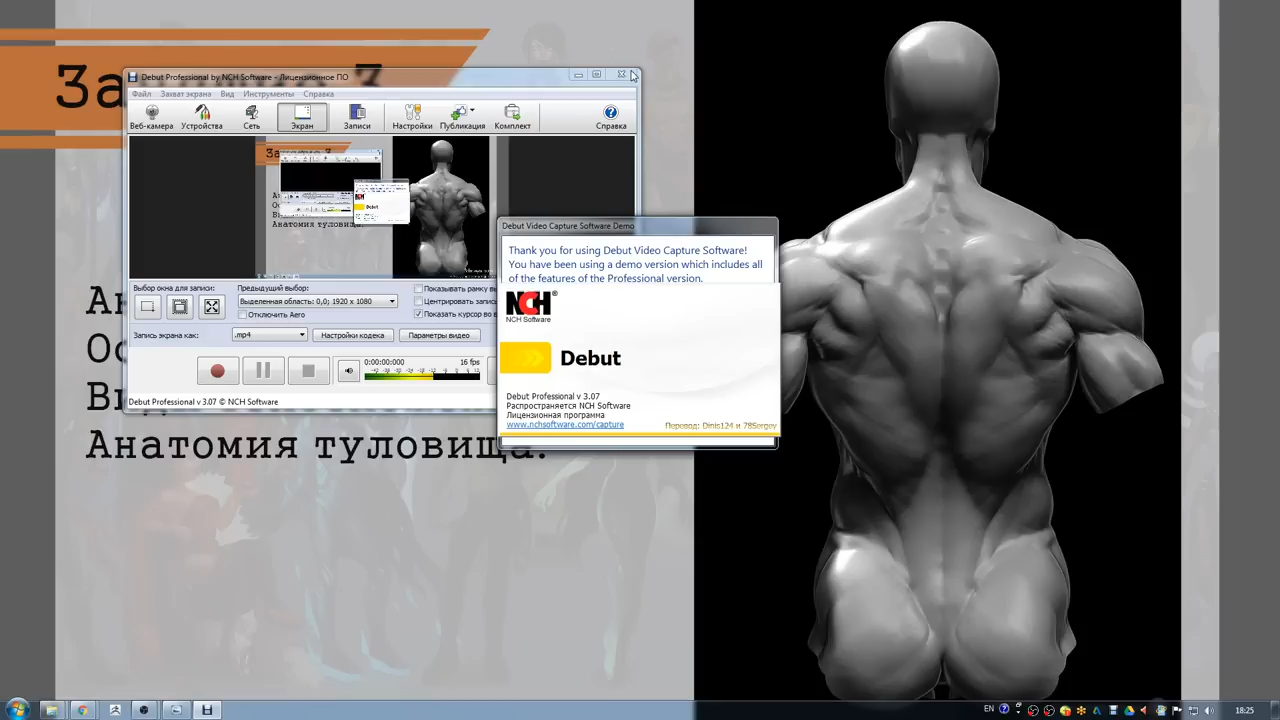 Debut Professional by NCH Software - Лицензионное ПО
Файл Захват экрана Вид Инструменты Справка
Веб-камера Устройства Сеть Экран Записи Настройки Публикация Комплект Справка
Выбор окна для записи:
Предыдущий выбор:
Выделенная область: 0,0; 1920 x 1080
Отключить Aero
Показывать рамку
Центрировать запис
Показать курсор во в
Запись экрана как:
.mp4
Настройки кодека
Параметры видео
0:00:00:000
16 fps
Debut Professional v 3.07 © NCH Software
Debut Video Capture Software Demo
Thank you for using Debut Video Capture Software!
You have been using a demo version which includes all
of the features of the Professional version.
NCH®
NCH Software
Debut
Debut Professional v 3.07
Распространяется NCH Software
Лицензионная программа
www.nchsoftware.com/capture
Перевод: Dinis124 и 78Sergey
Анатомия туловища.
EN
18:25